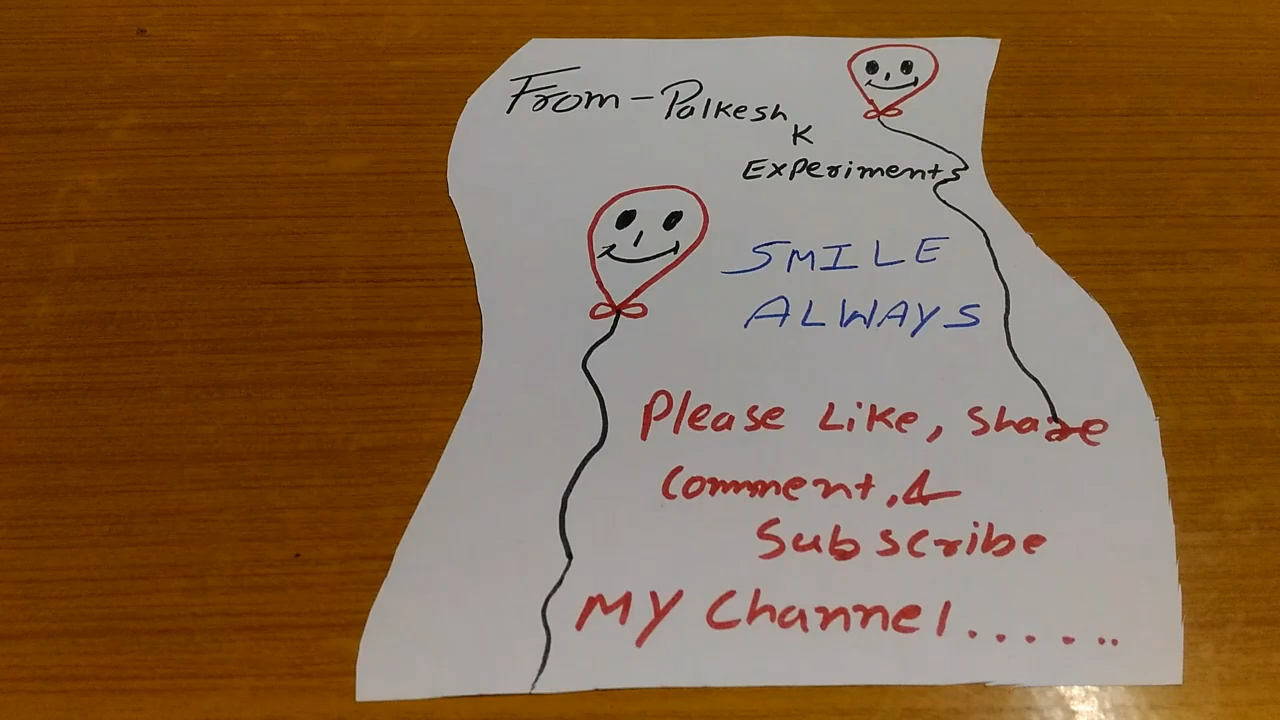 From - Palkesh
K
Experiments
SMILE
ALWAYS
Please Like, Share
Comment, &
Subscribe
MY Channel......